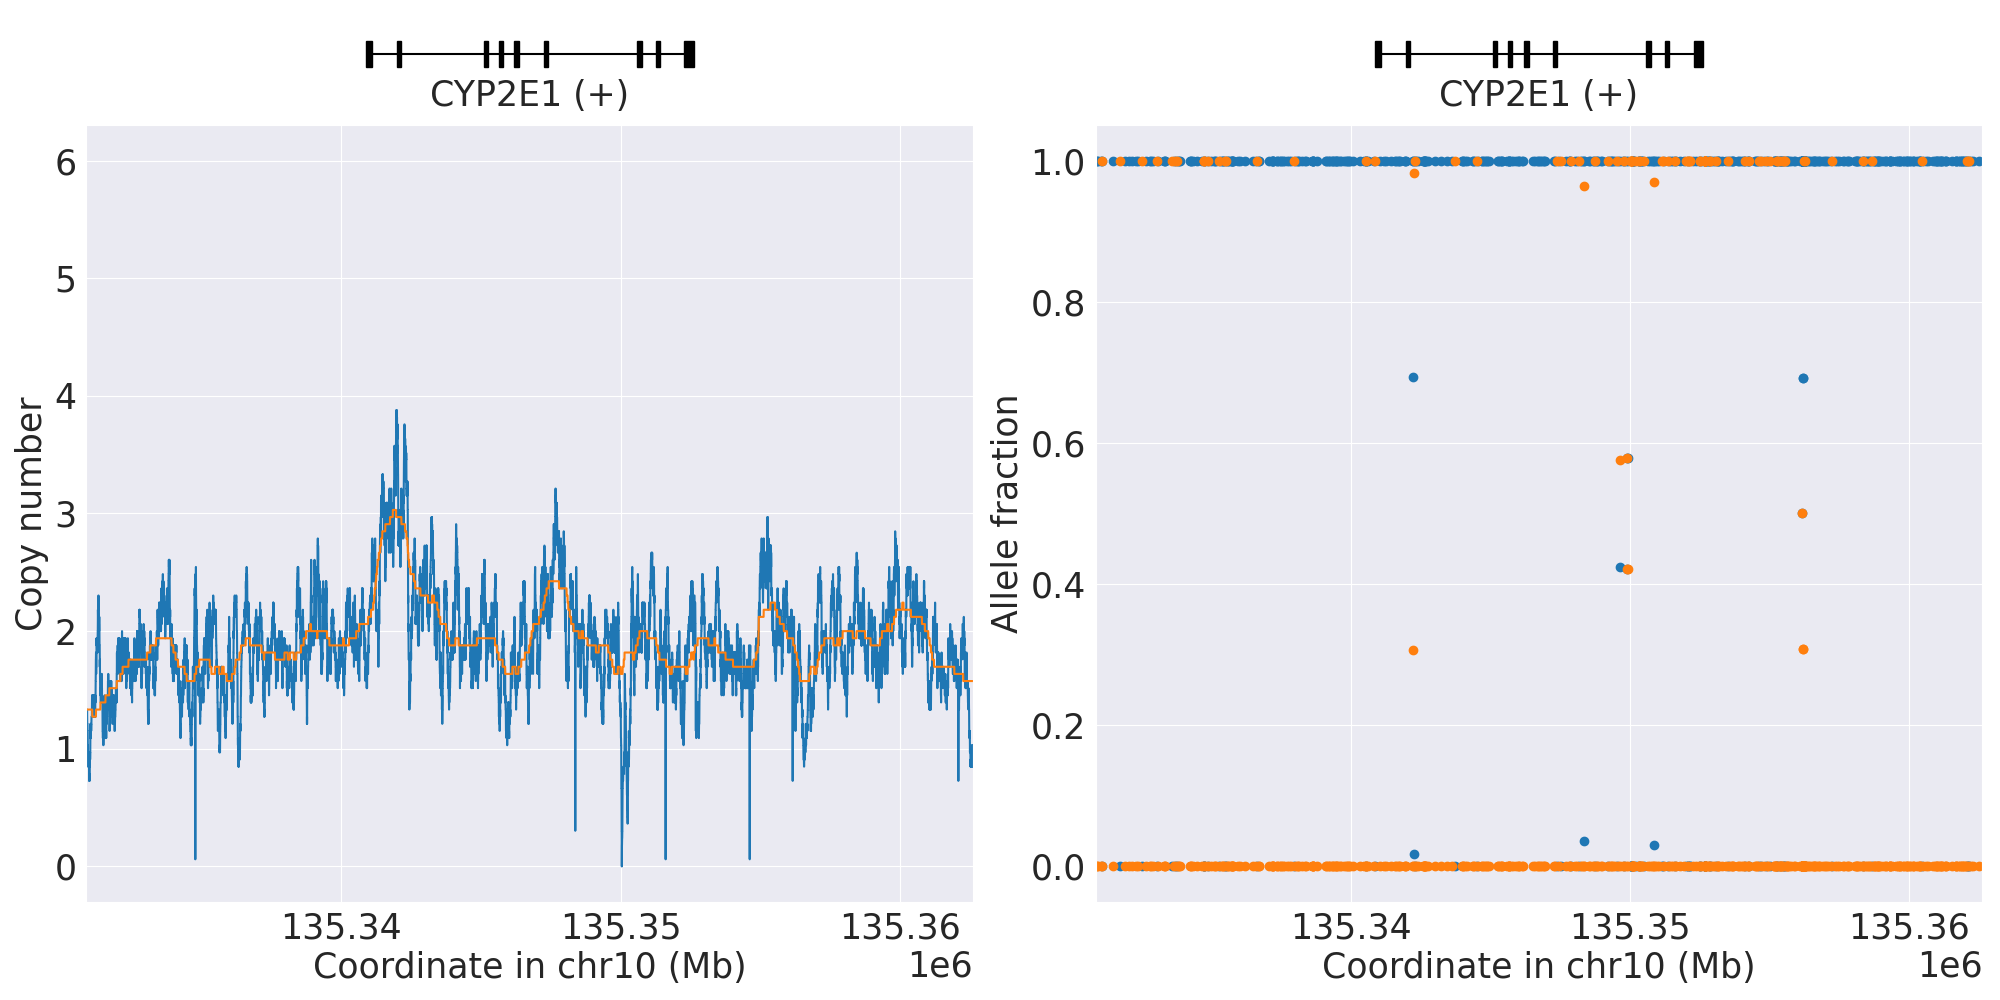 CYP2E1 (+)
6
5
4
3
2
1
0
Copy number
135.34
135.35
135.36
Coordinate in chr10 (Mb)
1e6
CYP2E1 (+)
1.0
0.8
0.6
0.4
0.2
0.0
Allele fraction
135.34
135.35
135.36
Coordinate in chr10 (Mb)
1e6